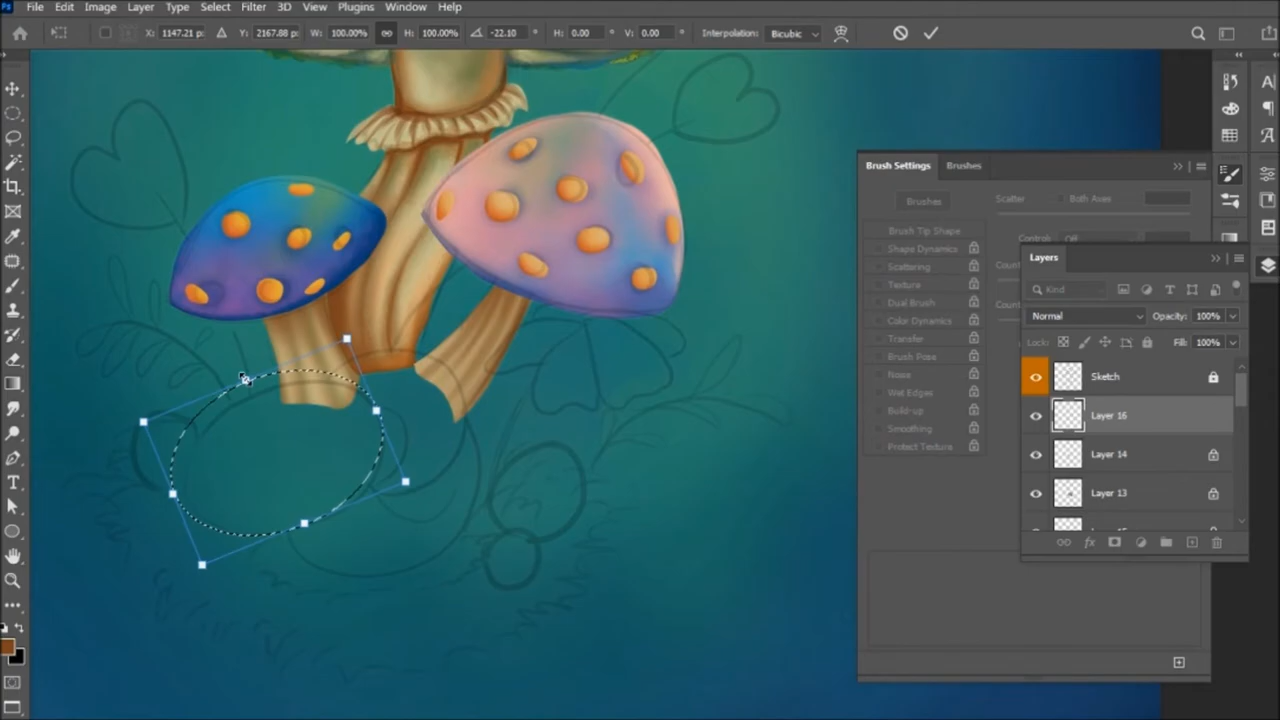 Ps File Edit Image Layer Type Select Filter 3D View Plugins Window Help
X: 1147.21 p: Y: 2167.88 p: W: 100.00% H: 100.00% -22.10 ° H: 0.00 ° V: 0.00 ° Interpolation: Bicubic
Brush Settings Brushes
Brushes Scatter Both Axes
Brush Tip Shape
Control: Off
Shape Dynamics
Scattering
Texture
Dual Brush
Color Dynamics
Transfer
Brush Pose
Noise
Wet Edges
Build-up
Smoothing
Protect Texture
Layers
Kind
Normal Opacity: 100%
Lock: Fill: 100%
Sketch
Layer 16
Layer 14
Layer 13